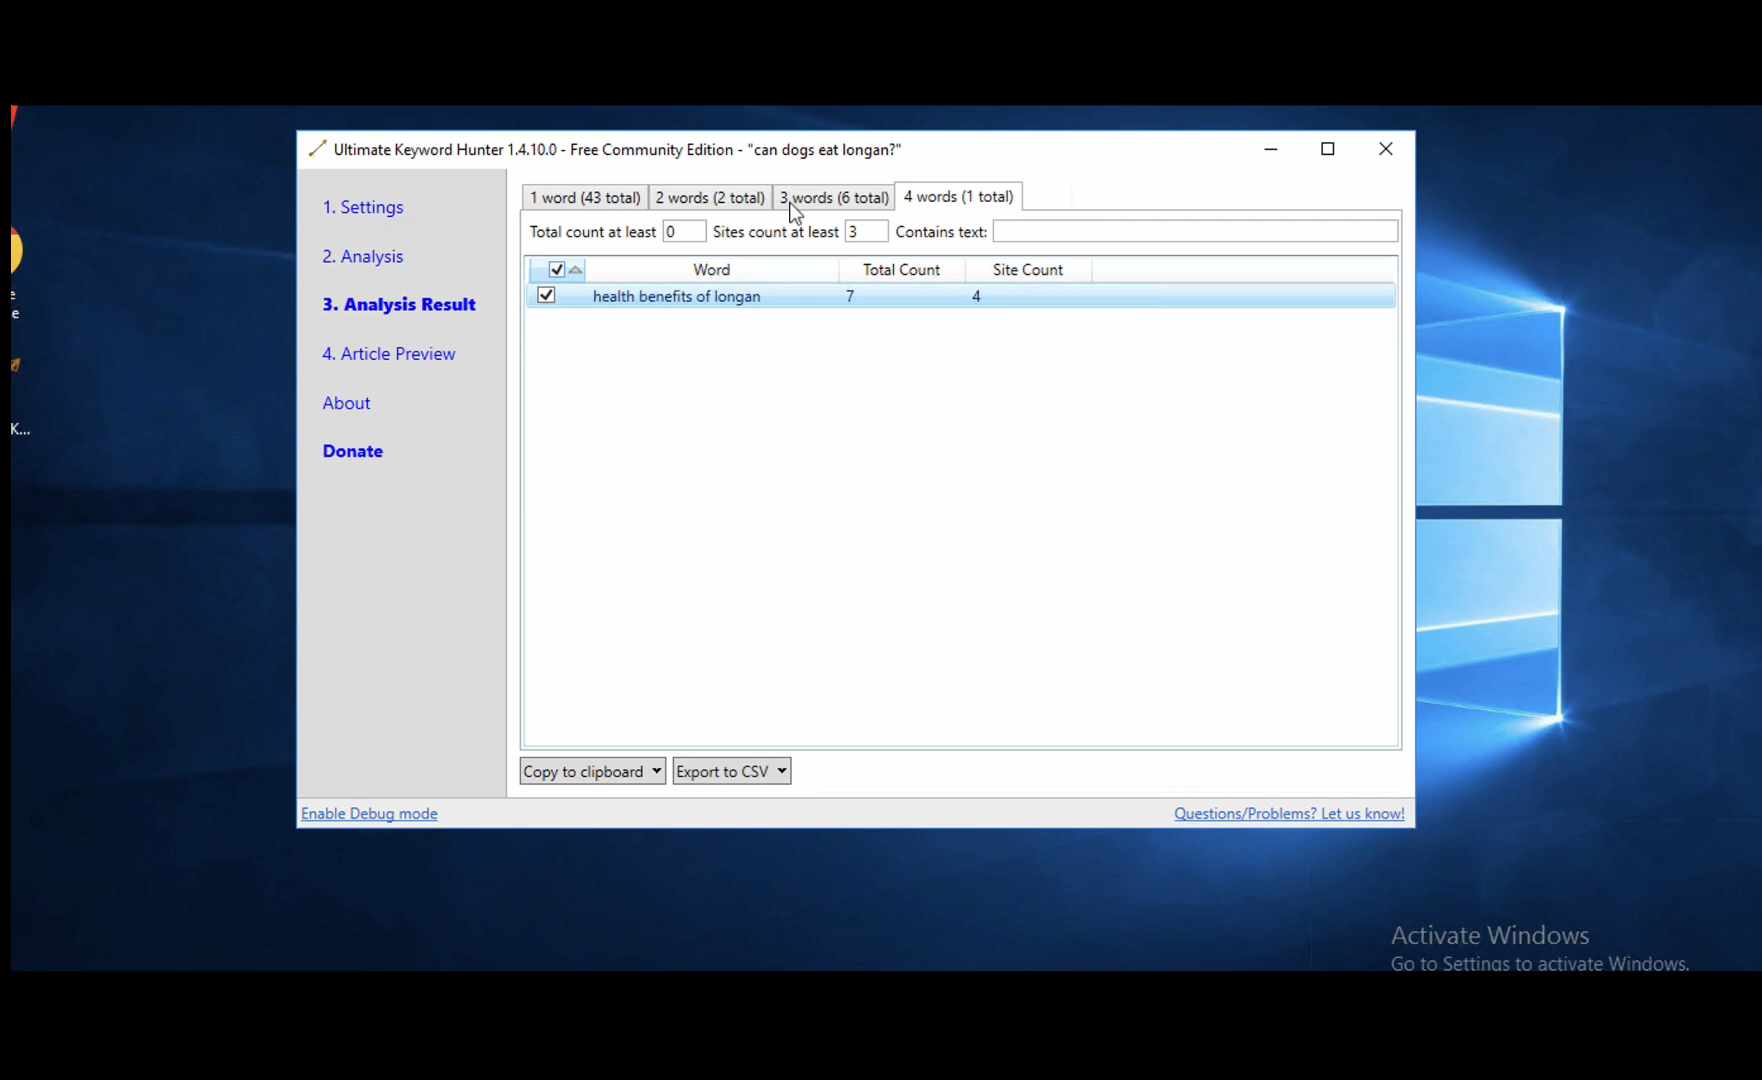 Ultimate Keyword Hunter 1.4.10.0 - Free Community Edition - "can dogs eat longan?"
1. Settings
2. Analysis
3. Analysis Result
4. Article Preview
About
Donate
1 word (43 total) 2 words (2 total) 3 words (6 total) 4 words (1 total)
Total count at least 0 Sites count at least 3 Contains text:
Word Total Count Site Count
health benefits of longan 7 4
Copy to clipboard Export to CSV
Enable Debug mode Questions/Problems? Let us know!
e
e
K...
Activate Windows
Go to Settings to activate Windows.